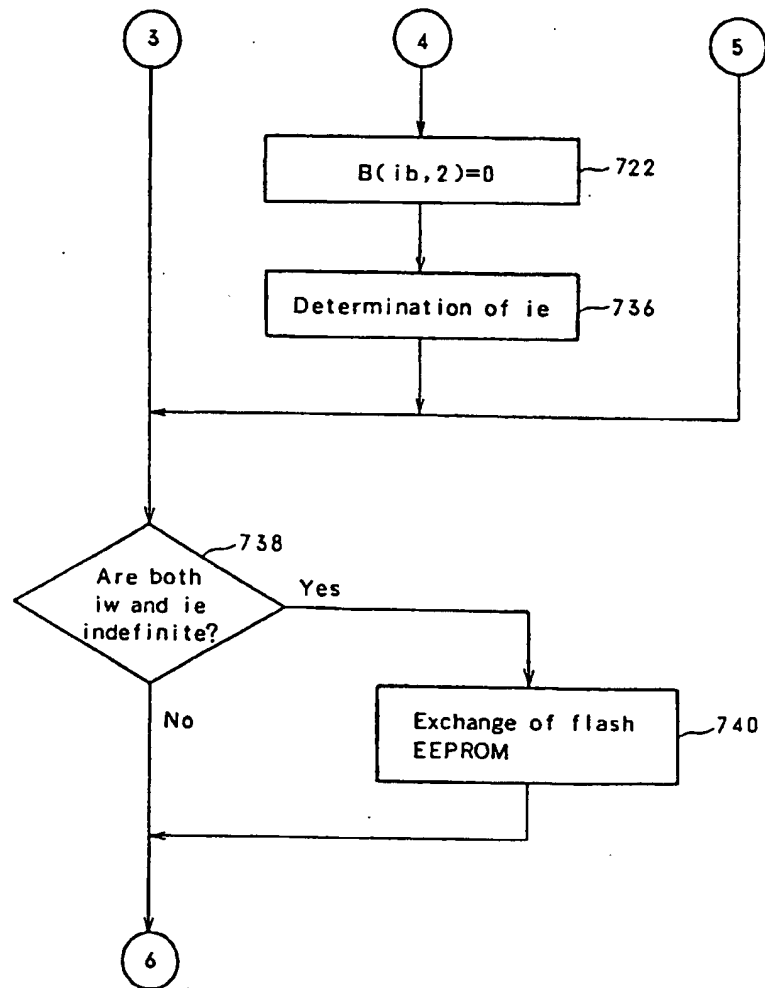 3
4
5
B(ib,2)=0
722
Determination of ie
736
738
Are both
iw and ie
indefinite?
Yes
No
Exchange of flash
EEPROM
740
6